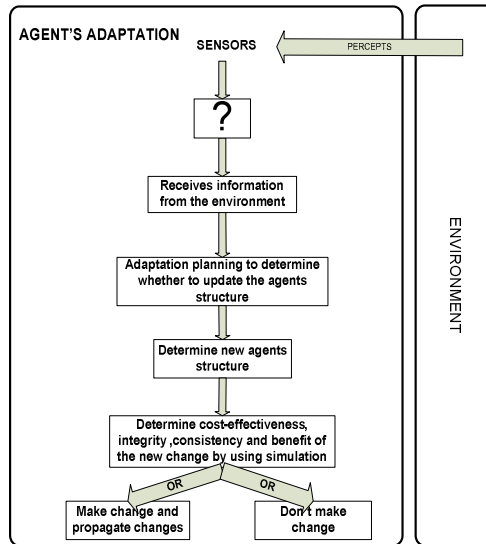 AGENT'S ADAPTATION
SENSORS
PERCEPTS
?
Receives information
from the environment
ENVIRONMENT
Adaptation planning to determine
whether to update the agents
structure
Determine new agents
structure
Determine cost-effectiveness,
integrity ,consistency and benefit of
the new change by using simulation
OR
OR
Make change and
propagate changes
Don't make
change